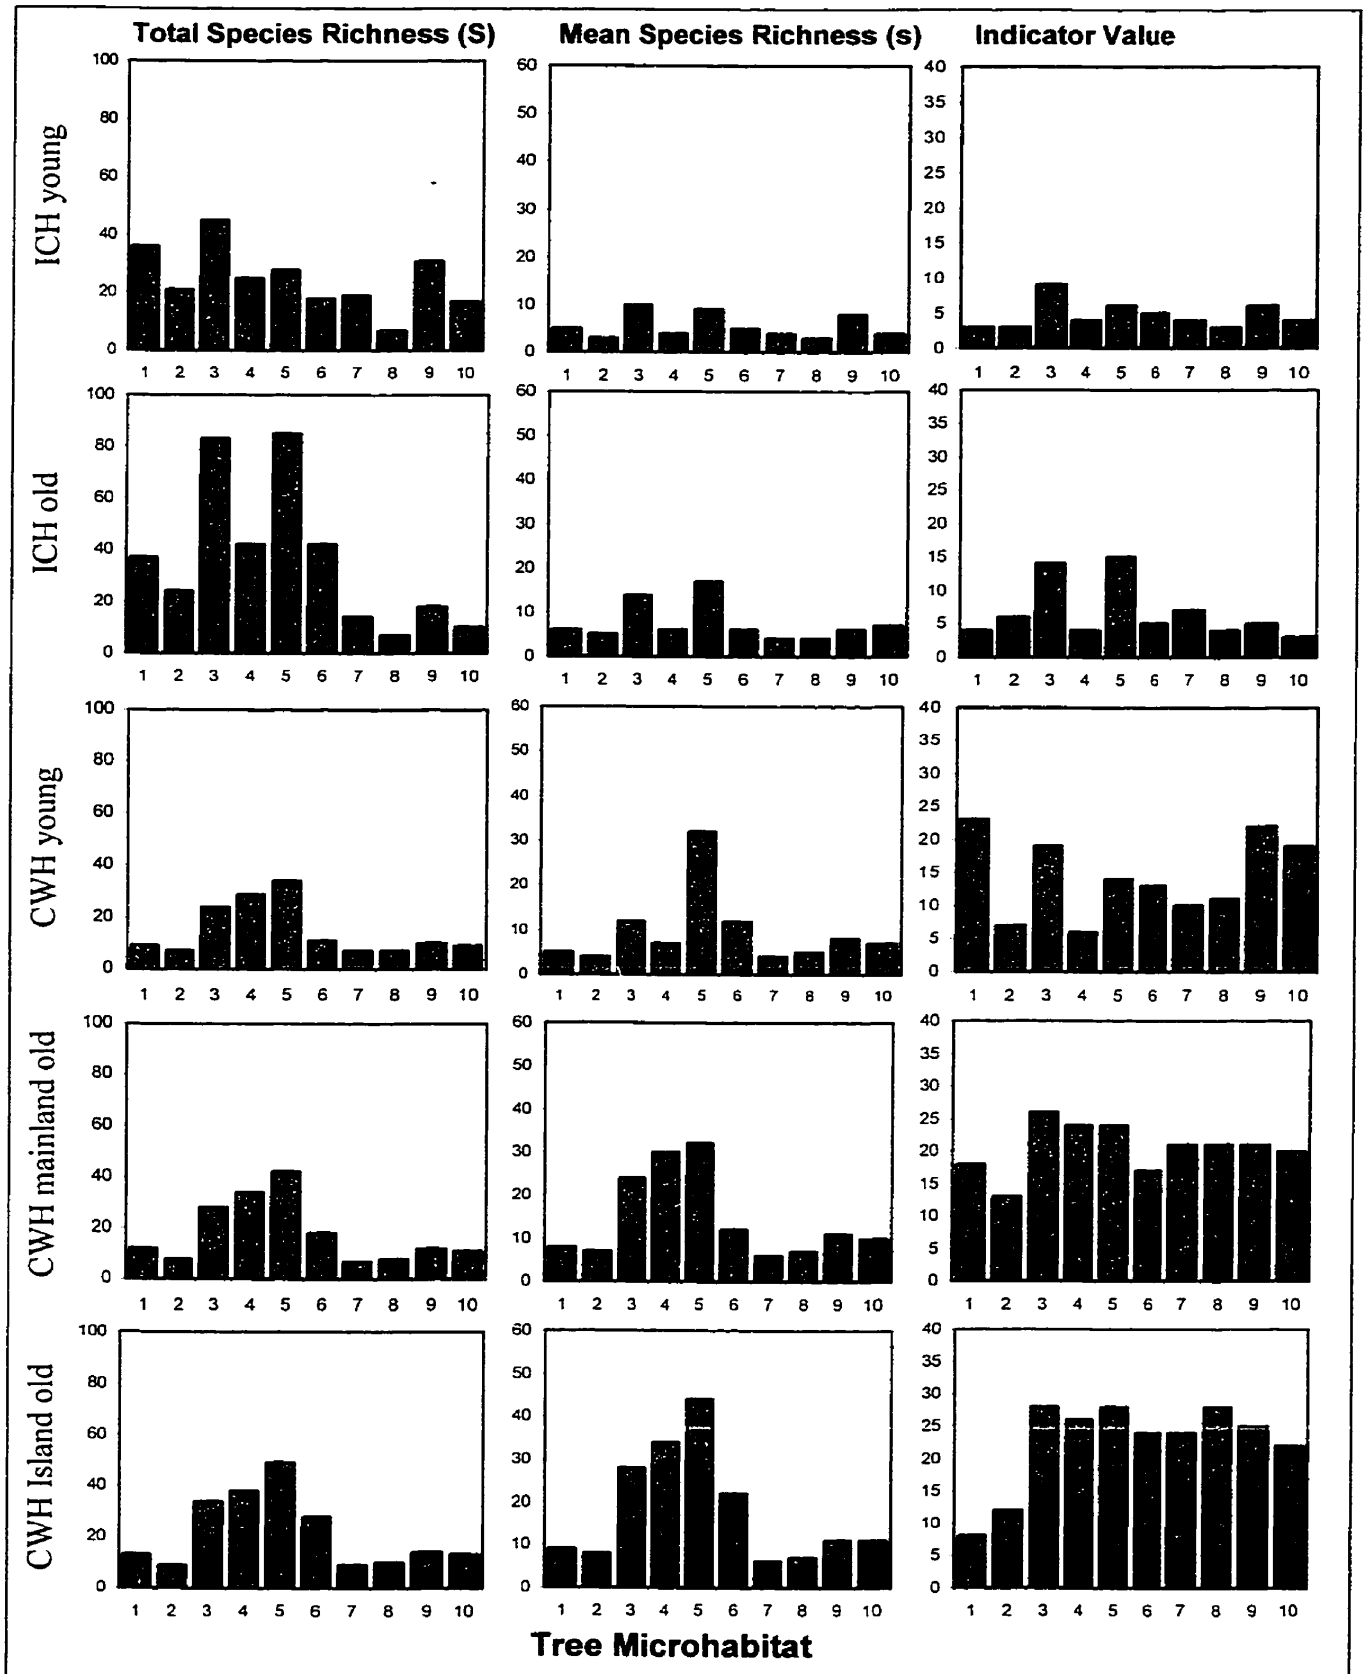 Total Species Richness (S) Mean Species Richness (s) Indicator Value
ICH young
100 80 60 40 20 0
60 50 40 30 20 10 0
40 35 30 25 20 15 10 5 0
1 2 3 4 5 6 7 8 9 10
1 2 3 4 5 6 7 8 9 10
1 2 3 4 5 6 7 8 9 10
ICH old
100 80 60 40 20 0
60 50 40 30 20 10 0
40 35 30 25 20 15 10 5 0
1 2 3 4 5 6 7 8 9 10
1 2 3 4 5 6 7 8 9 10
1 2 3 4 5 6 7 8 9 10
CWH young
100 80 60 40 20 0
60 50 40 30 20 10 0
40 35 30 25 20 15 10 5 0
1 2 3 4 5 6 7 8 9 10
1 2 3 4 5 6 7 8 9 10
1 2 3 4 5 6 7 8 9 10
CWH mainland old
100 80 60 40 20 0
60 50 40 30 20 10 0
40 35 30 25 20 15 10 5 0
1 2 3 4 5 6 7 8 9 10
1 2 3 4 5 6 7 8 9 10
1 2 3 4 5 6 7 8 9 10
CWH Island old
100 80 60 40 20 0
60 50 40 30 20 10 0
40 35 30 25 20 15 10 5 0
1 2 3 4 5 6 7 8 9 10
1 2 3 4 5 6 7 8 9 10
1 2 3 4 5 6 7 8 9 10
Tree Microhabitat